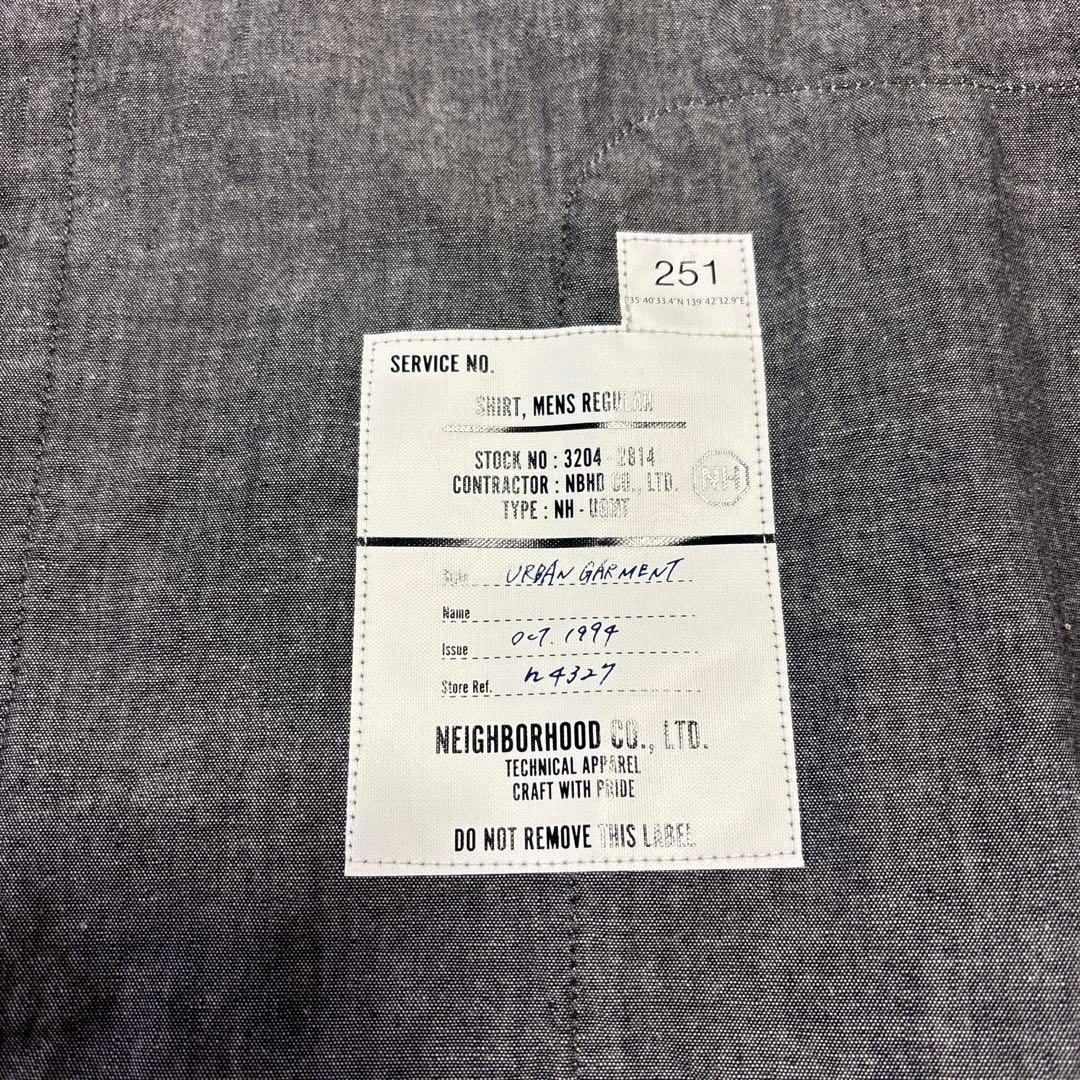 251
35°40'33.4"N 139°42'32.9"E
SERVICE NO.
SHIRT, MENS REGULAR
STOCK NO : 3204 - 2814
CONTRACTOR : NBHD CO., LTD.
NH
TYPE : NH - UGMT
Style URBAN GARMENT
Name
Issue OCT. 1994
Store Ref. h4327
NEIGHBORHOOD CO., LTD.
TECHNICAL APPAREL
CRAFT WITH PRIDE
DO NOT REMOVE THIS LABEL